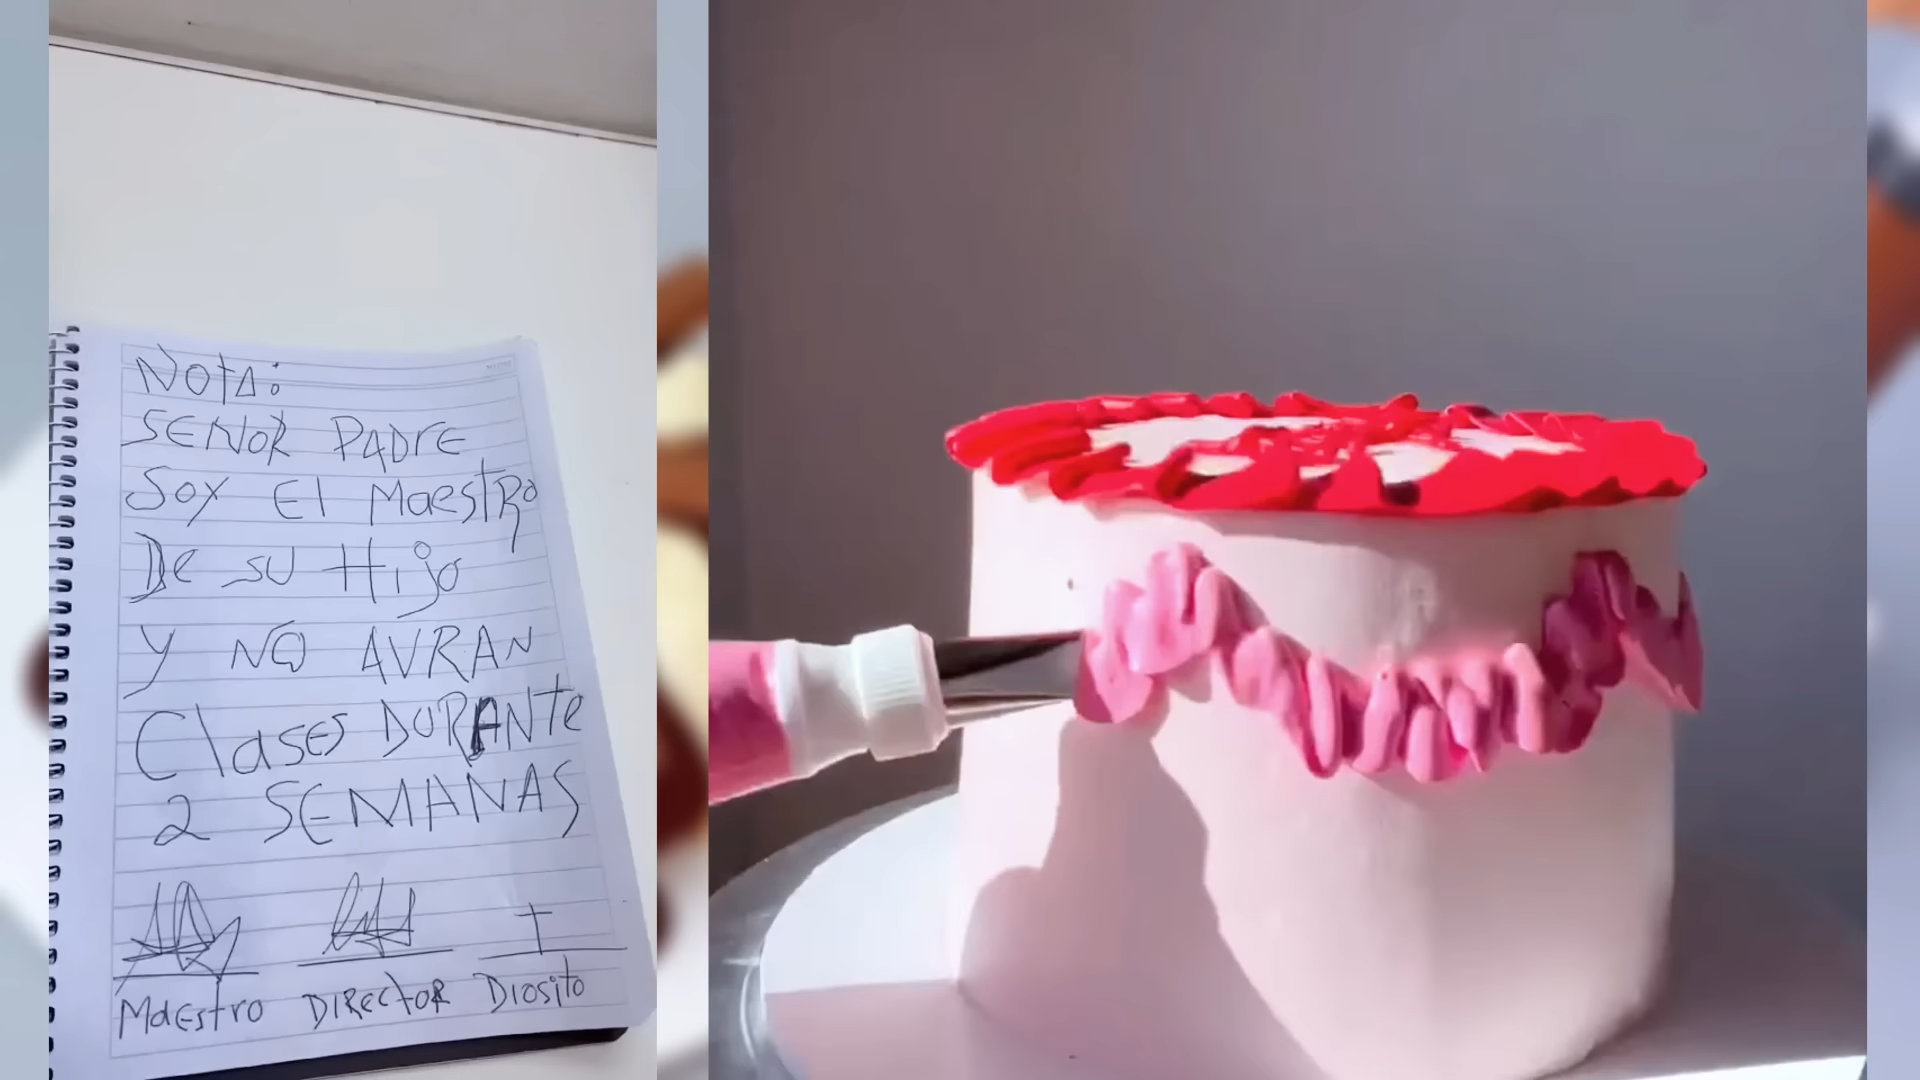 NOTA:
SENOR PADRE
Soy El Maestro
De su Hijo
Y NO AVRAN
Clases DURANTE
2 SEMANAS
Maestro DIRECTOR Diosito